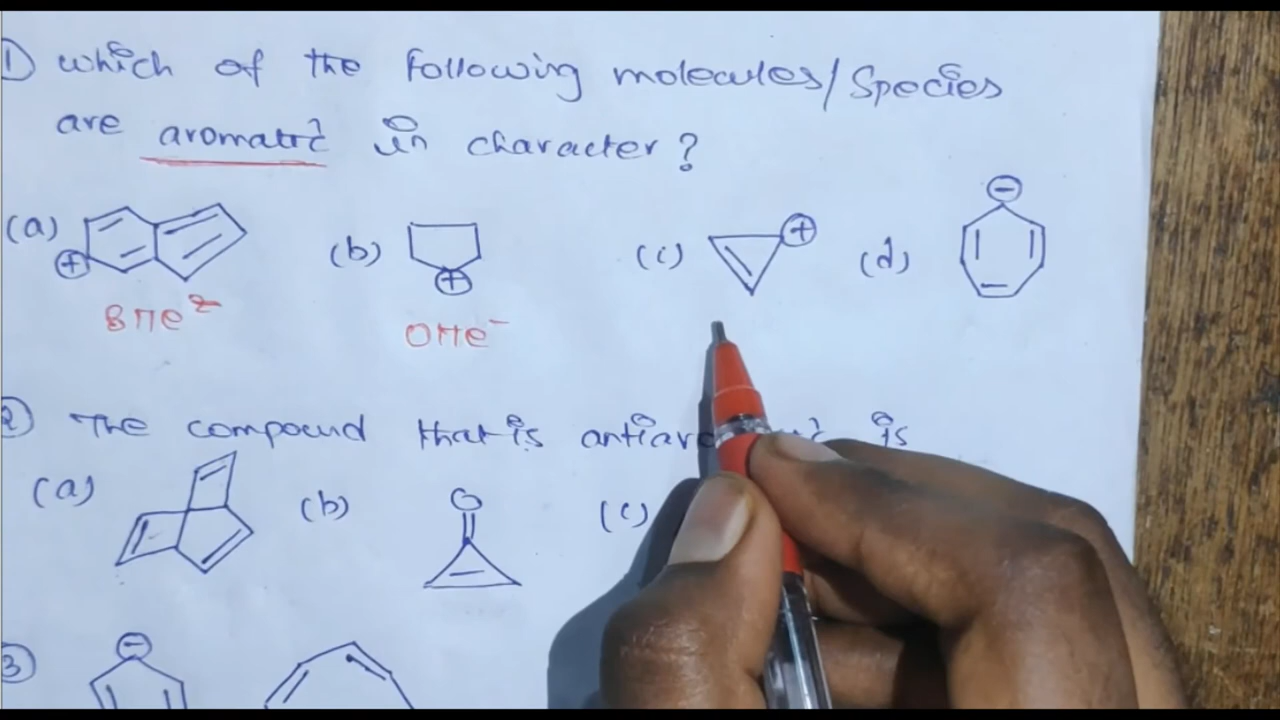 ① which of the following molecules/Species
are aromatic in character?
(a) ⊕ (b) ⊕ (c) ⊕ (d) ⊖
8πe⁻ 0πe⁻
② The compound that is is
(a) (b) O (c)
③ ⊖